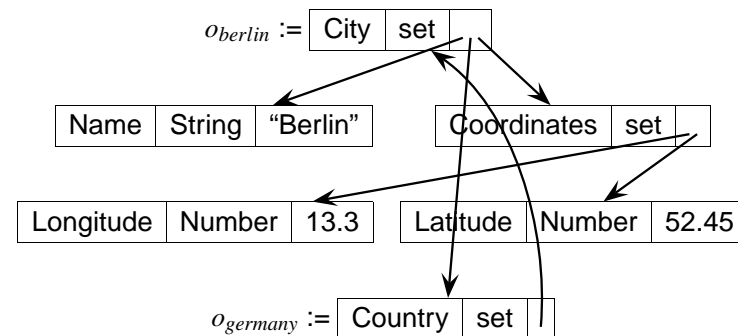 o_berlin := City set
Name String “Berlin” Coordinates set
Longitude Number 13.3 Latitude Number 52.45
o_germany := Country set